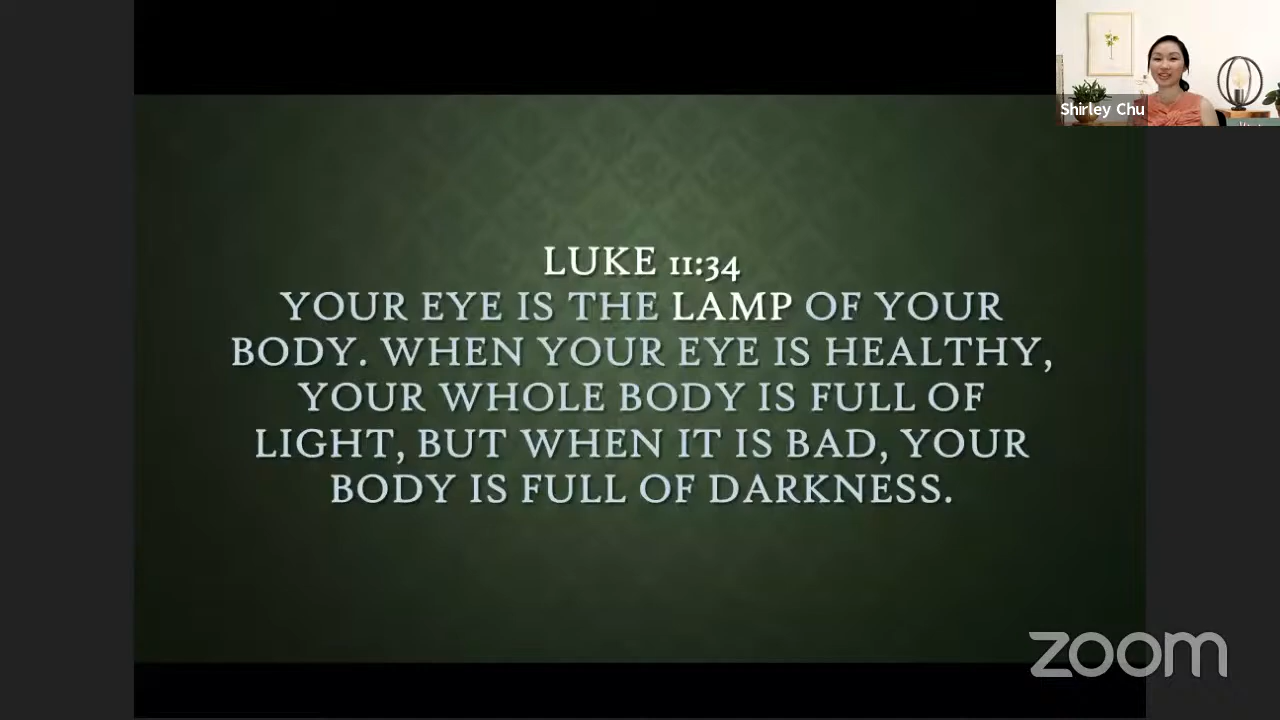 Shirley Chu
LUKE 11:34
YOUR EYE IS THE LAMP OF YOUR
BODY. WHEN YOUR EYE IS HEALTHY,
YOUR WHOLE BODY IS FULL OF
LIGHT, BUT WHEN IT IS BAD, YOUR
BODY IS FULL OF DARKNESS.
zoom